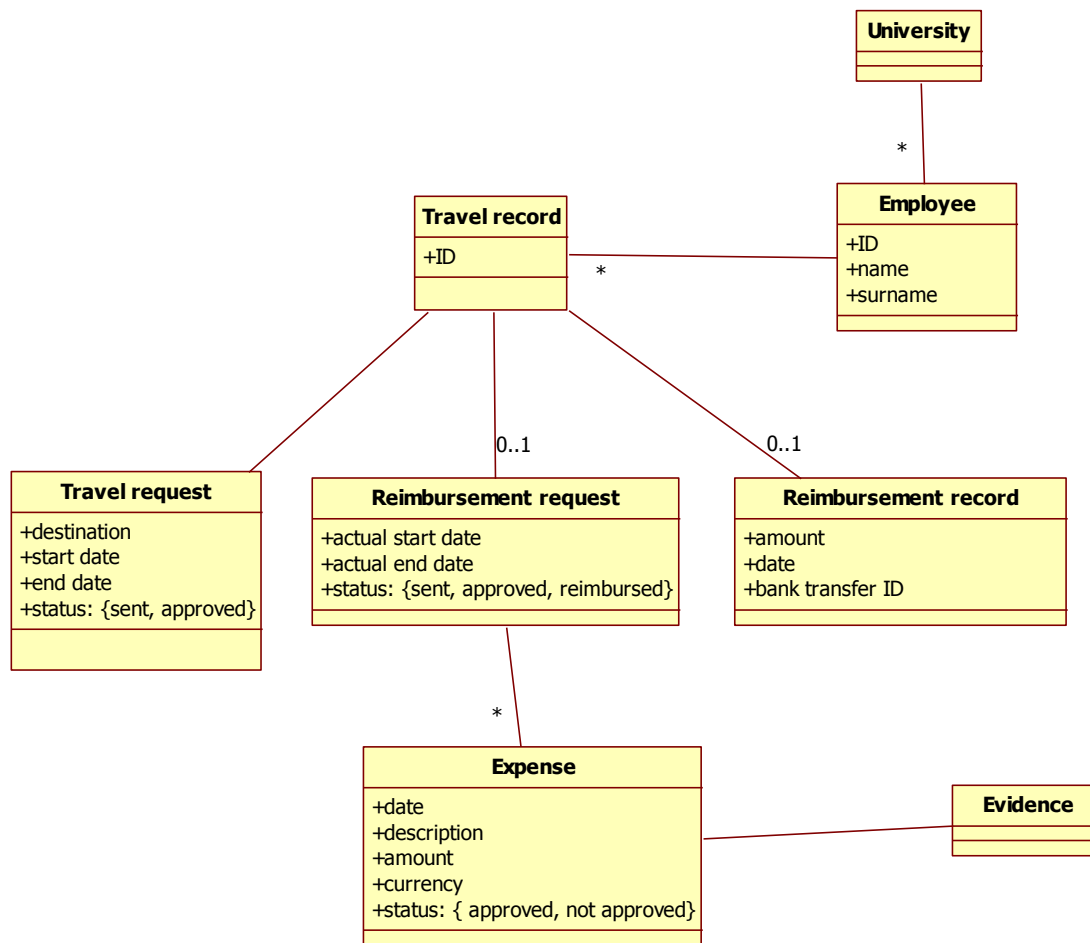 University
*
Employee
+ID
+name
+surname
Travel record
+ID
*
0..1
0..1
Travel request
+destination
+start date
+end date
+status: {sent, approved}
Reimbursement request
+actual start date
+actual end date
+status: {sent, approved, reimbursed}
Reimbursement record
+amount
+date
+bank transfer ID
*
Expense
+date
+description
+amount
+currency
+status: { approved, not approved}
Evidence